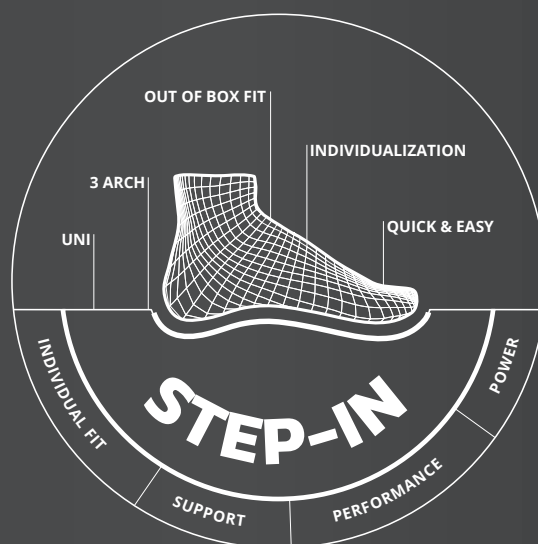 OUT OF BOX FIT
INDIVIDUALIZATION
3 ARCH
QUICK & EASY
UNI
INDIVIDUAL FIT
SUPPORT
PERFORMANCE
POWER
STEP-IN